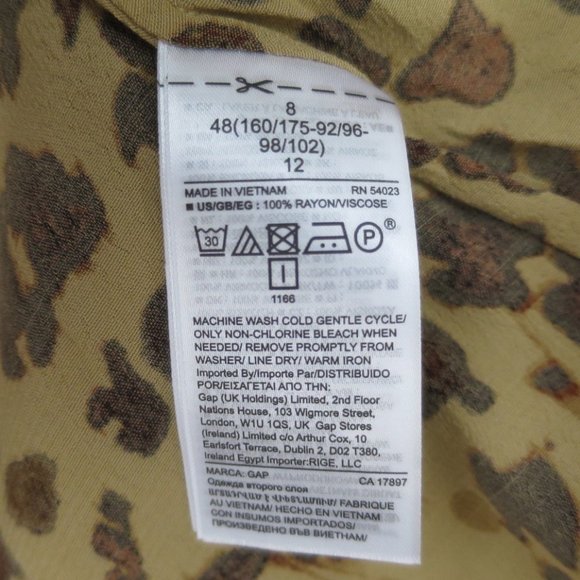 8
48(160/175-92/96-
98/102)
12
MADE IN VIETNAM RN 54023
■ US/GB/EG : 100% RAYON/VISCOSE
30 P ®
I
1166
MACHINE WASH COLD GENTLE CYCLE/
ONLY NON-CHLORINE BLEACH WHEN
NEEDED/ REMOVE PROMPTLY FROM
WASHER/ LINE DRY/ WARM IRON
Imported By/Importe Par/DISTRIBUIDO
POR/ΕΙΣΑΓΕΤΑΙ ΑΠΟ ΤΗΝ:
Gap (UK Holdings) Limited, 2nd Floor
Nations House, 103 Wigmore Street,
London, W1U 1QS, UK Gap Stores
(Ireland) Limited c/o Arthur Cox, 10
Earlsfort Terrace, Dublin 2, D02 T380,
Ireland Egypt Importer:RIGE, LLC
MARCA: GAP CA 17897
Одежда второго слоя
FABRIQUE
AU VIETNAM/ HECHO EN VIETNAM
CON INSUMOS IMPORTADOS/
ПРОИЗВЕДЕНО ВЪВ ВИЕТНАМ/